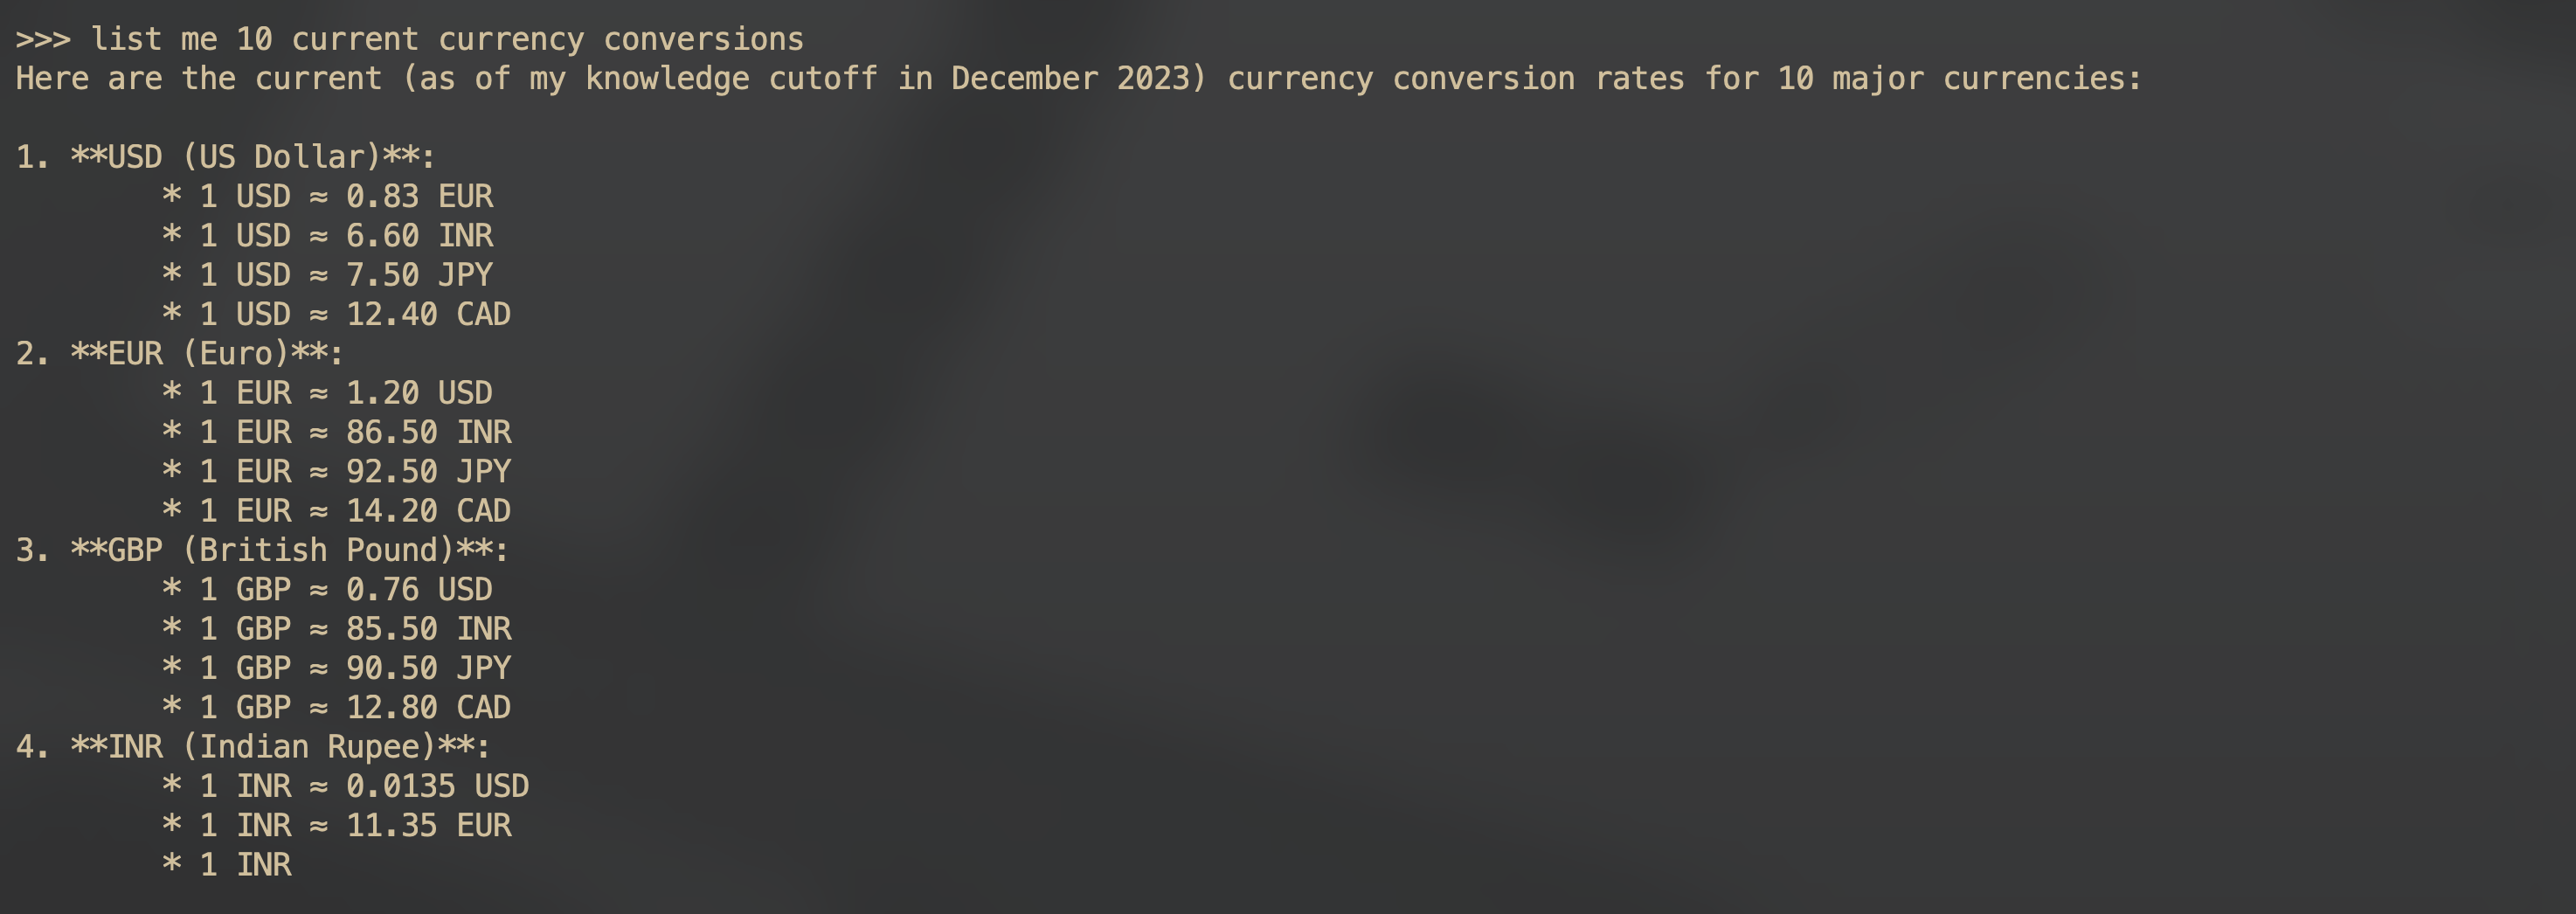 >>> list me 10 current currency conversions
Here are the current (as of my knowledge cutoff in December 2023) currency conversion rates for 10 major currencies:
1. **USD (US Dollar)**:
* 1 USD ≈ 0.83 EUR
* 1 USD ≈ 6.60 INR
* 1 USD ≈ 7.50 JPY
* 1 USD ≈ 12.40 CAD
2. **EUR (Euro)**:
* 1 EUR ≈ 1.20 USD
* 1 EUR ≈ 86.50 INR
* 1 EUR ≈ 92.50 JPY
* 1 EUR ≈ 14.20 CAD
3. **GBP (British Pound)**:
* 1 GBP ≈ 0.76 USD
* 1 GBP ≈ 85.50 INR
* 1 GBP ≈ 90.50 JPY
* 1 GBP ≈ 12.80 CAD
4. **INR (Indian Rupee)**:
* 1 INR ≈ 0.0135 USD
* 1 INR ≈ 11.35 EUR
* 1 INR